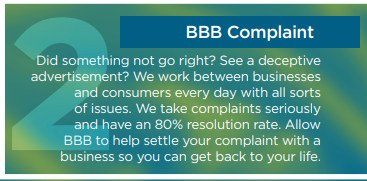 2
BBB Complaint
Did something not go right? See a deceptive
advertisement? We work between businesses
and consumers every day with all sorts
of issues. We take complaints seriously
and have an 80% resolution rate. Allow
BBB to help settle your complaint with a
business so you can get back to your life.